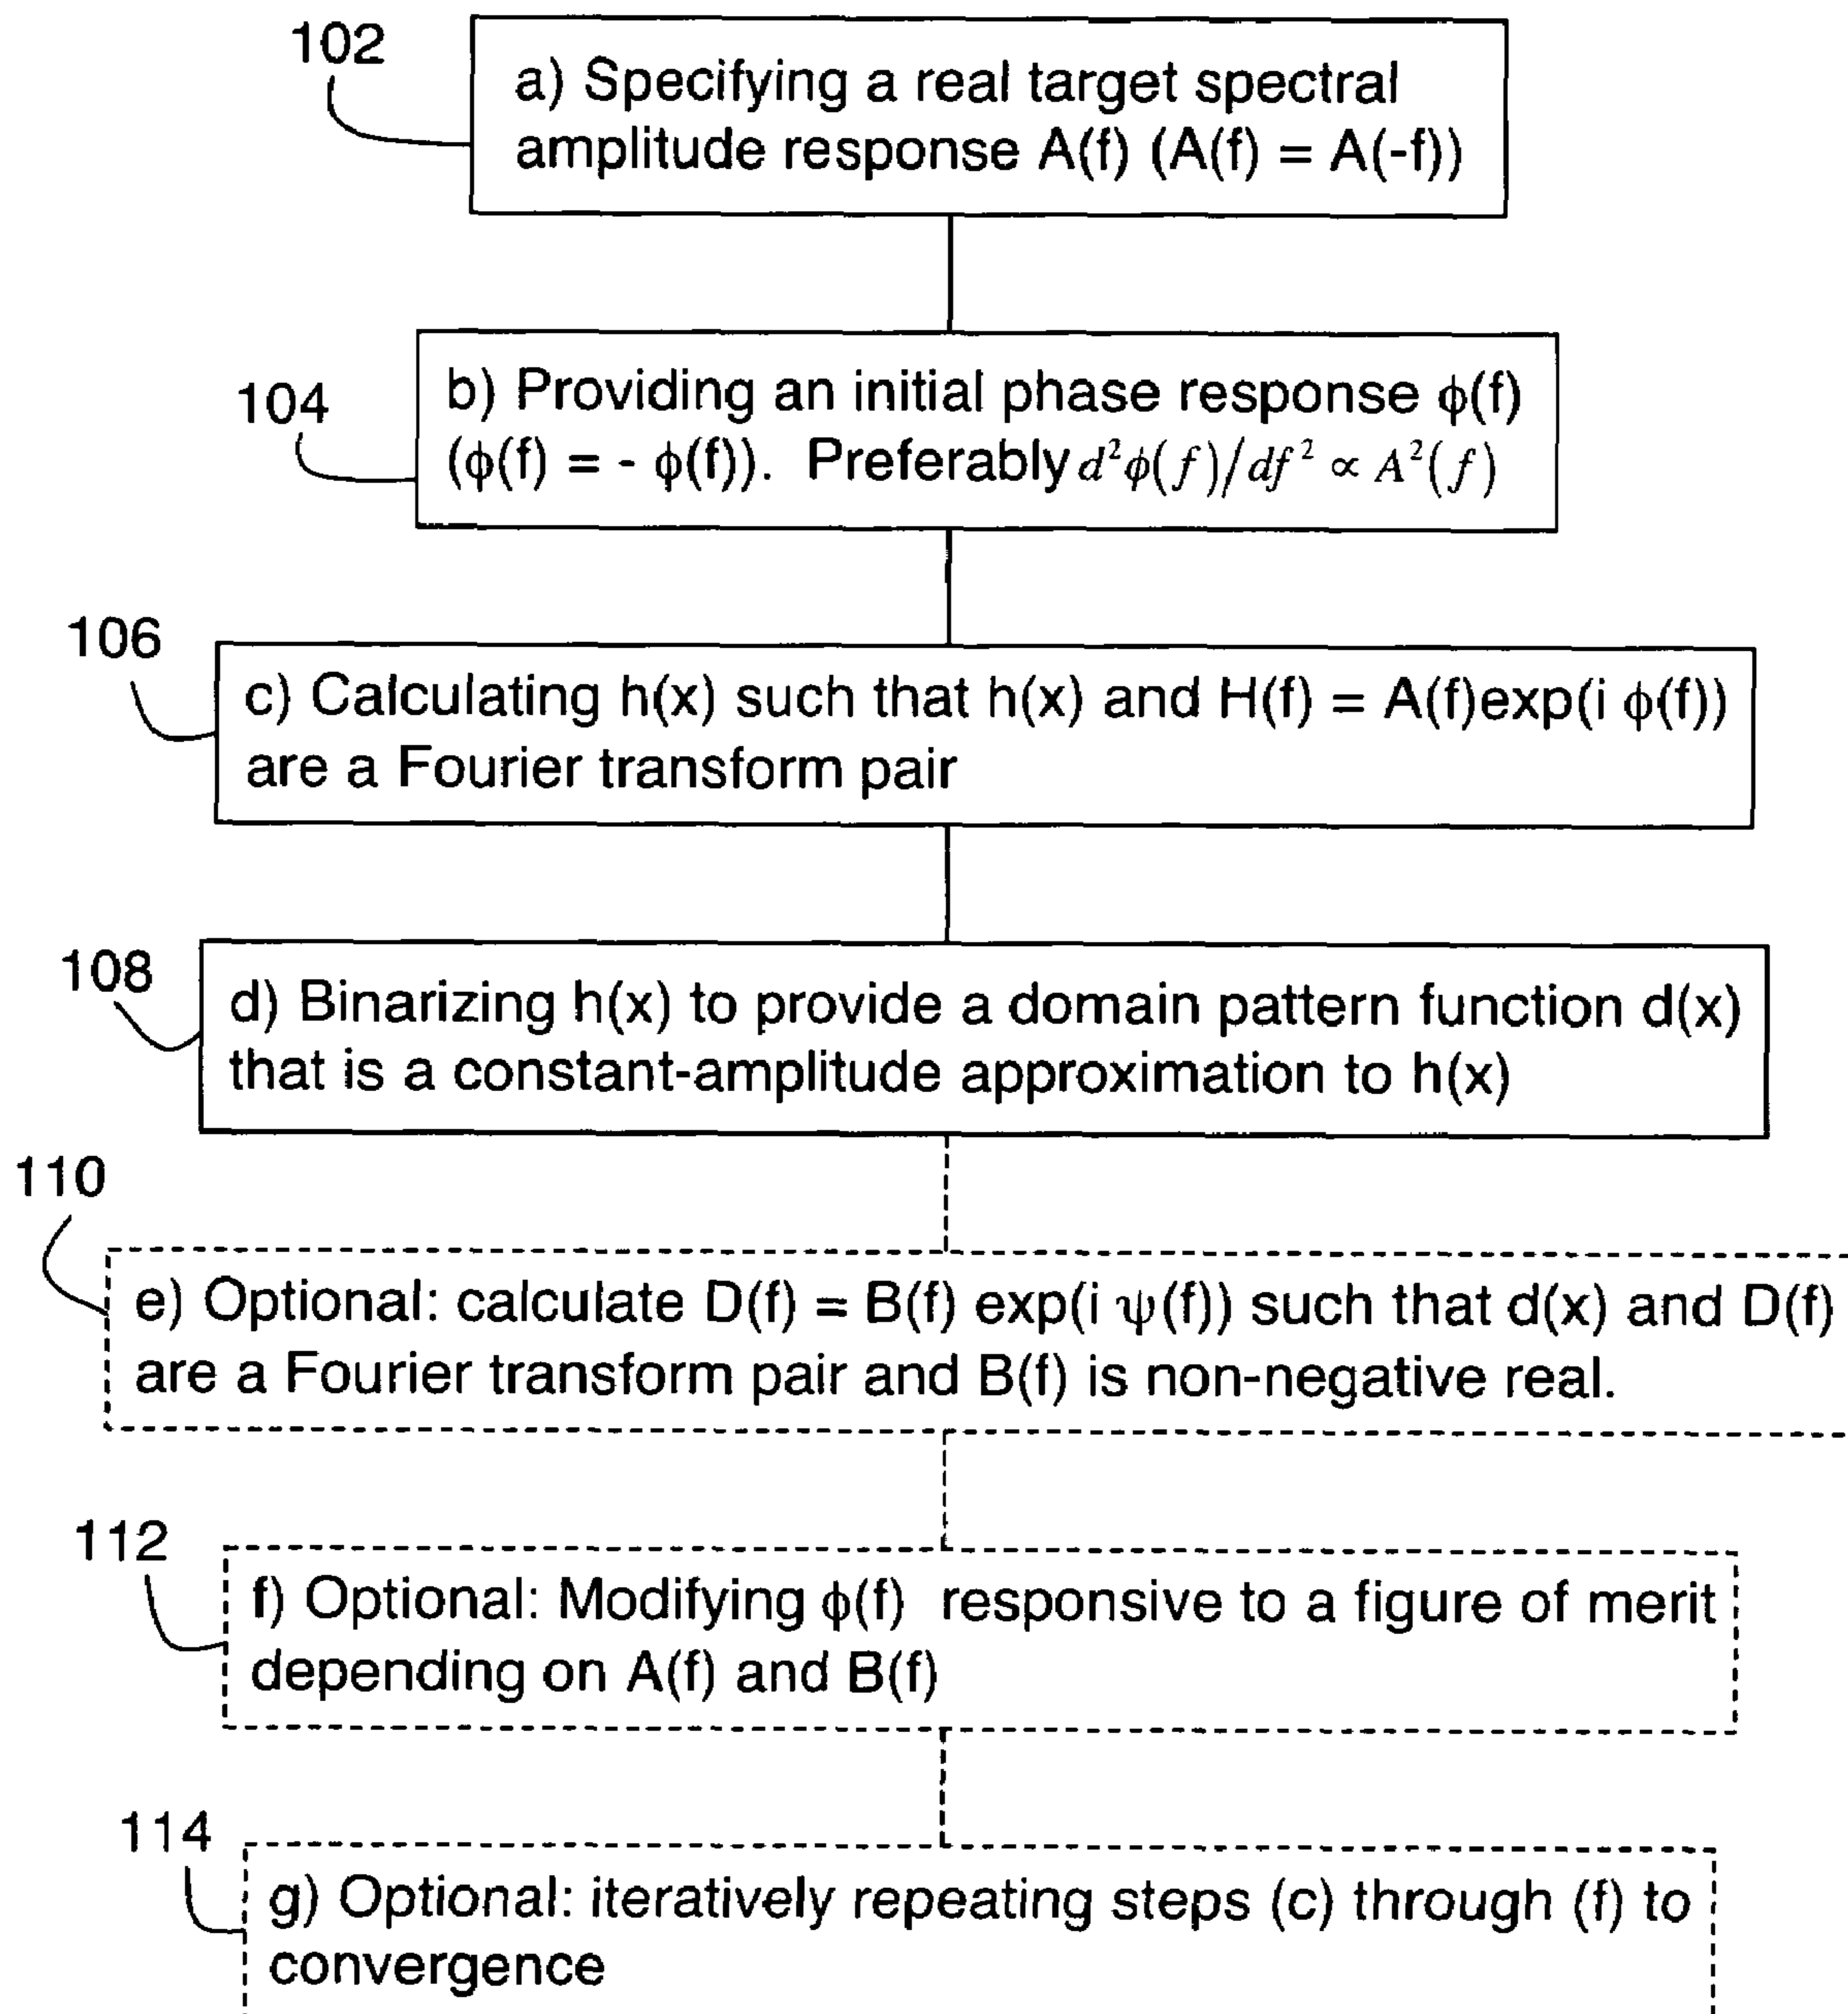 102
a) Specifying a real target spectral
amplitude response A(f) (A(f) = A(-f))
104
b) Providing an initial phase response ϕ(f)
(ϕ(f) = - ϕ(f)). Preferably d²ϕ(f)/df² ∝ A²(f)
106
c) Calculating h(x) such that h(x) and H(f) = A(f)exp(i ϕ(f))
are a Fourier transform pair
108
d) Binarizing h(x) to provide a domain pattern function d(x)
that is a constant-amplitude approximation to h(x)
110
e) Optional: calculate D(f) = B(f) exp(i ψ(f)) such that d(x) and D(f)
are a Fourier transform pair and B(f) is non-negative real.
112
f) Optional: Modifying ϕ(f) responsive to a figure of merit
depending on A(f) and B(f)
114
g) Optional: iteratively repeating steps (c) through (f) to
convergence